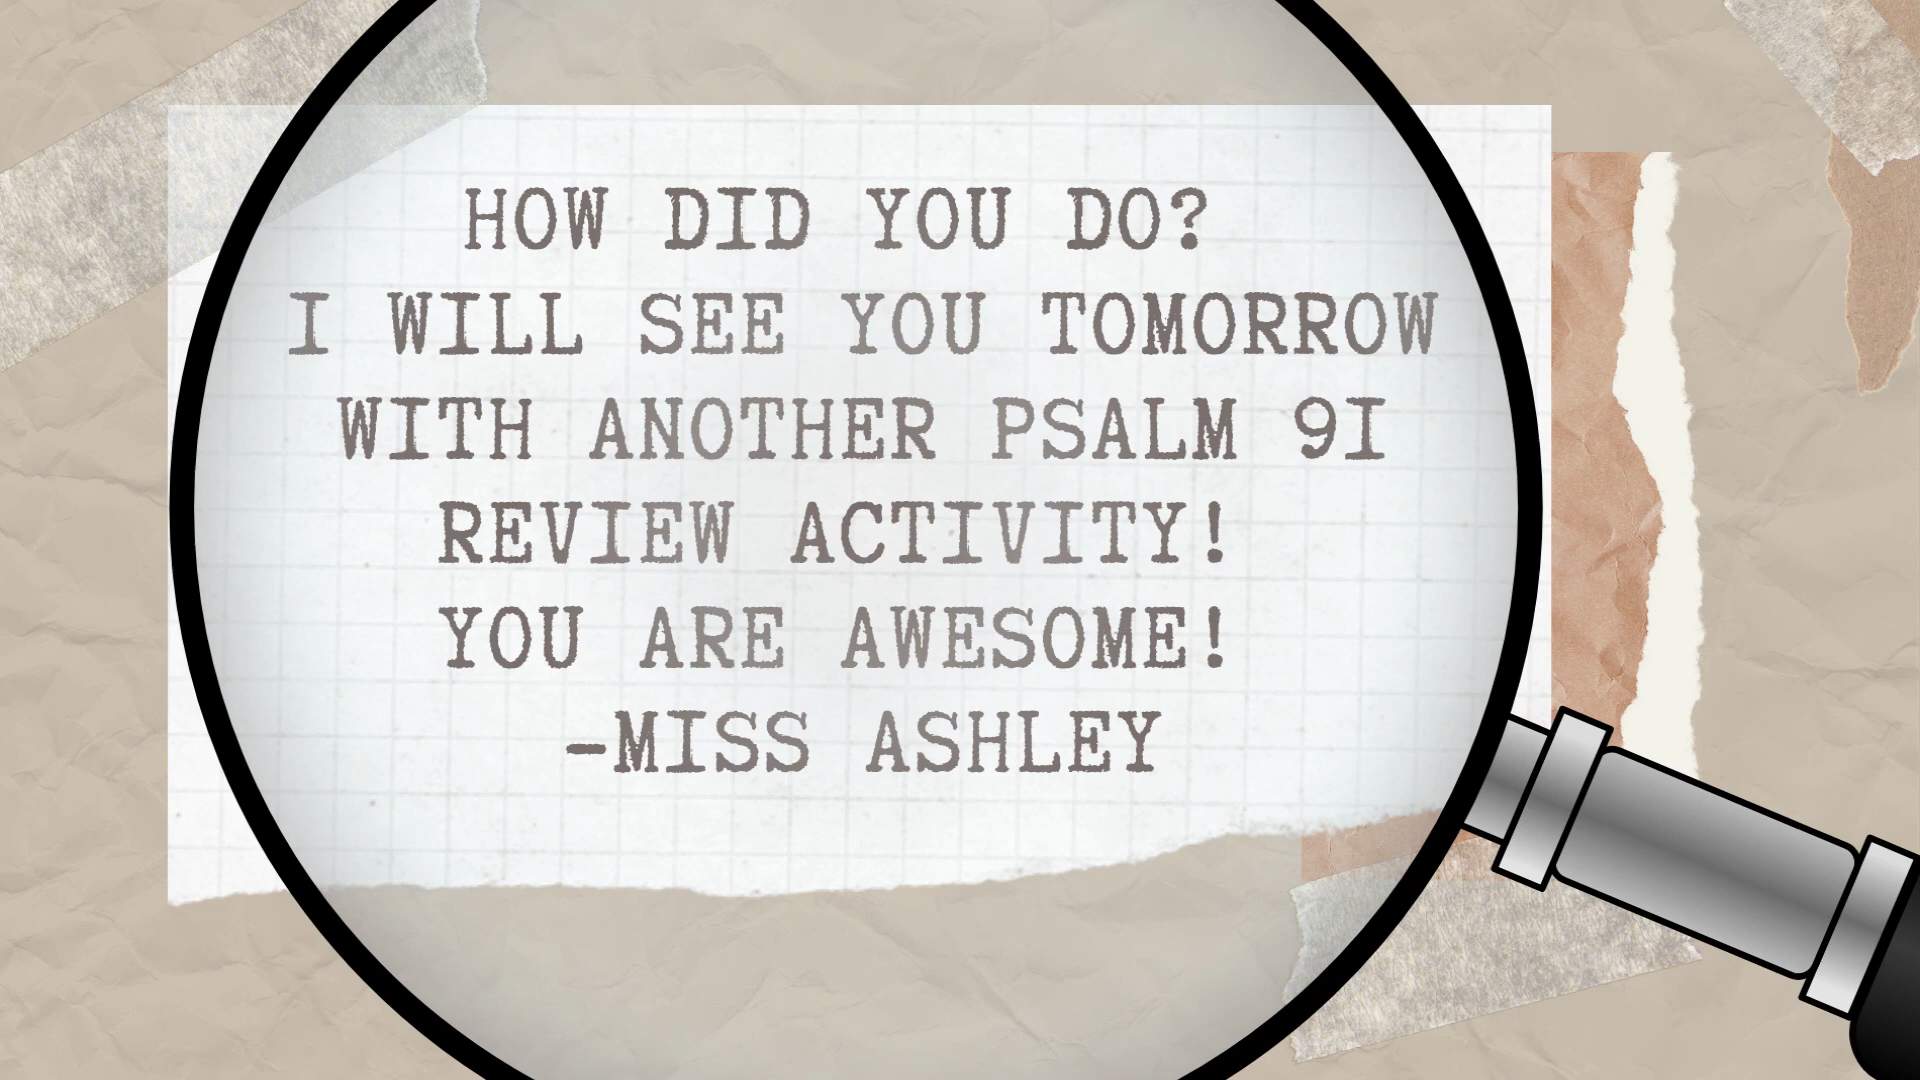 HOW DID YOU DO?
I WILL SEE YOU TOMORROW
WITH ANOTHER PSALM 91
REVIEW ACTIVITY!
YOU ARE AWESOME!
-MISS ASHLEY